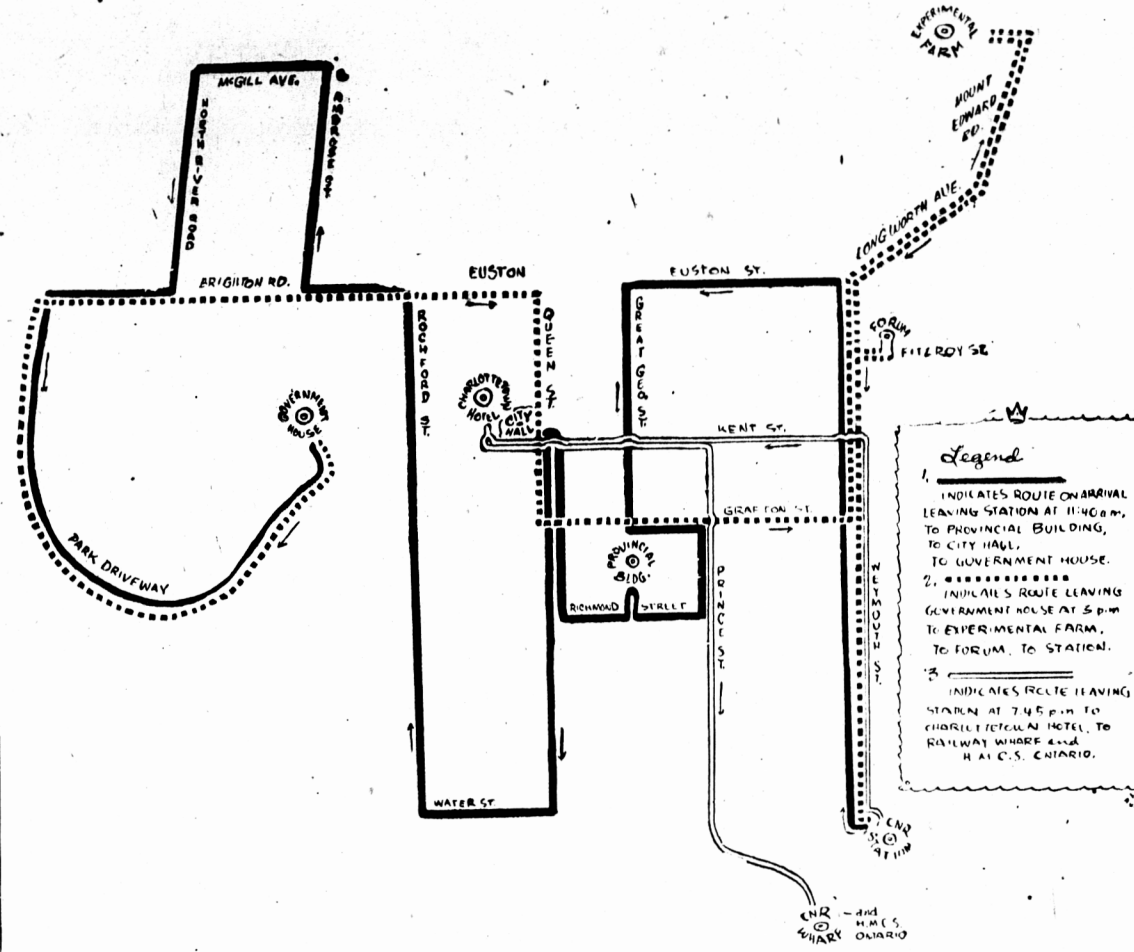 EXPERIMENTAL
FARM
MOUNT
EDWARD
RD.
LONGWORTH AVE.
McGILL AVE.
NORTH RIVER ROAD
AMBROSE ST.
BRIGHTON RD.
EUSTON
EUSTON ST.
ROCHFORD ST.
QUEEN ST.
GREAT GEO. ST.
FORUM
FITZROY ST.
GOVERNMENT
HOUSE
CHARLOTTETOWN
HOTEL
CITY
HALL
KENT ST.
GRAFTON ST.
PROVINCIAL
BLDG.
RICHMOND STREET
PRINCE ST.
WEYMOUTH ST.
PARK DRIVEWAY
WATER ST.
CNR
STATION
CNR
WHARF
- and
H.M.C.S.
ONTARIO
Legend
1.
INDICATES ROUTE ON ARRIVAL
LEAVING STATION AT 11:40 a.m,
TO PROVINCIAL BUILDING,
TO CITY HALL,
TO GOVERNMENT HOUSE.
2.
INDICATES ROUTE LEAVING
GOVERNMENT HOUSE AT 5 p.m
TO EXPERIMENTAL FARM,
TO FORUM, TO STATION.
3
INDICATES ROUTE LEAVING
STATION AT 7.45 p.m TO
CHARLOTTETOWN HOTEL, TO
RAILWAY WHARF and
H.M.C.S. ONTARIO.